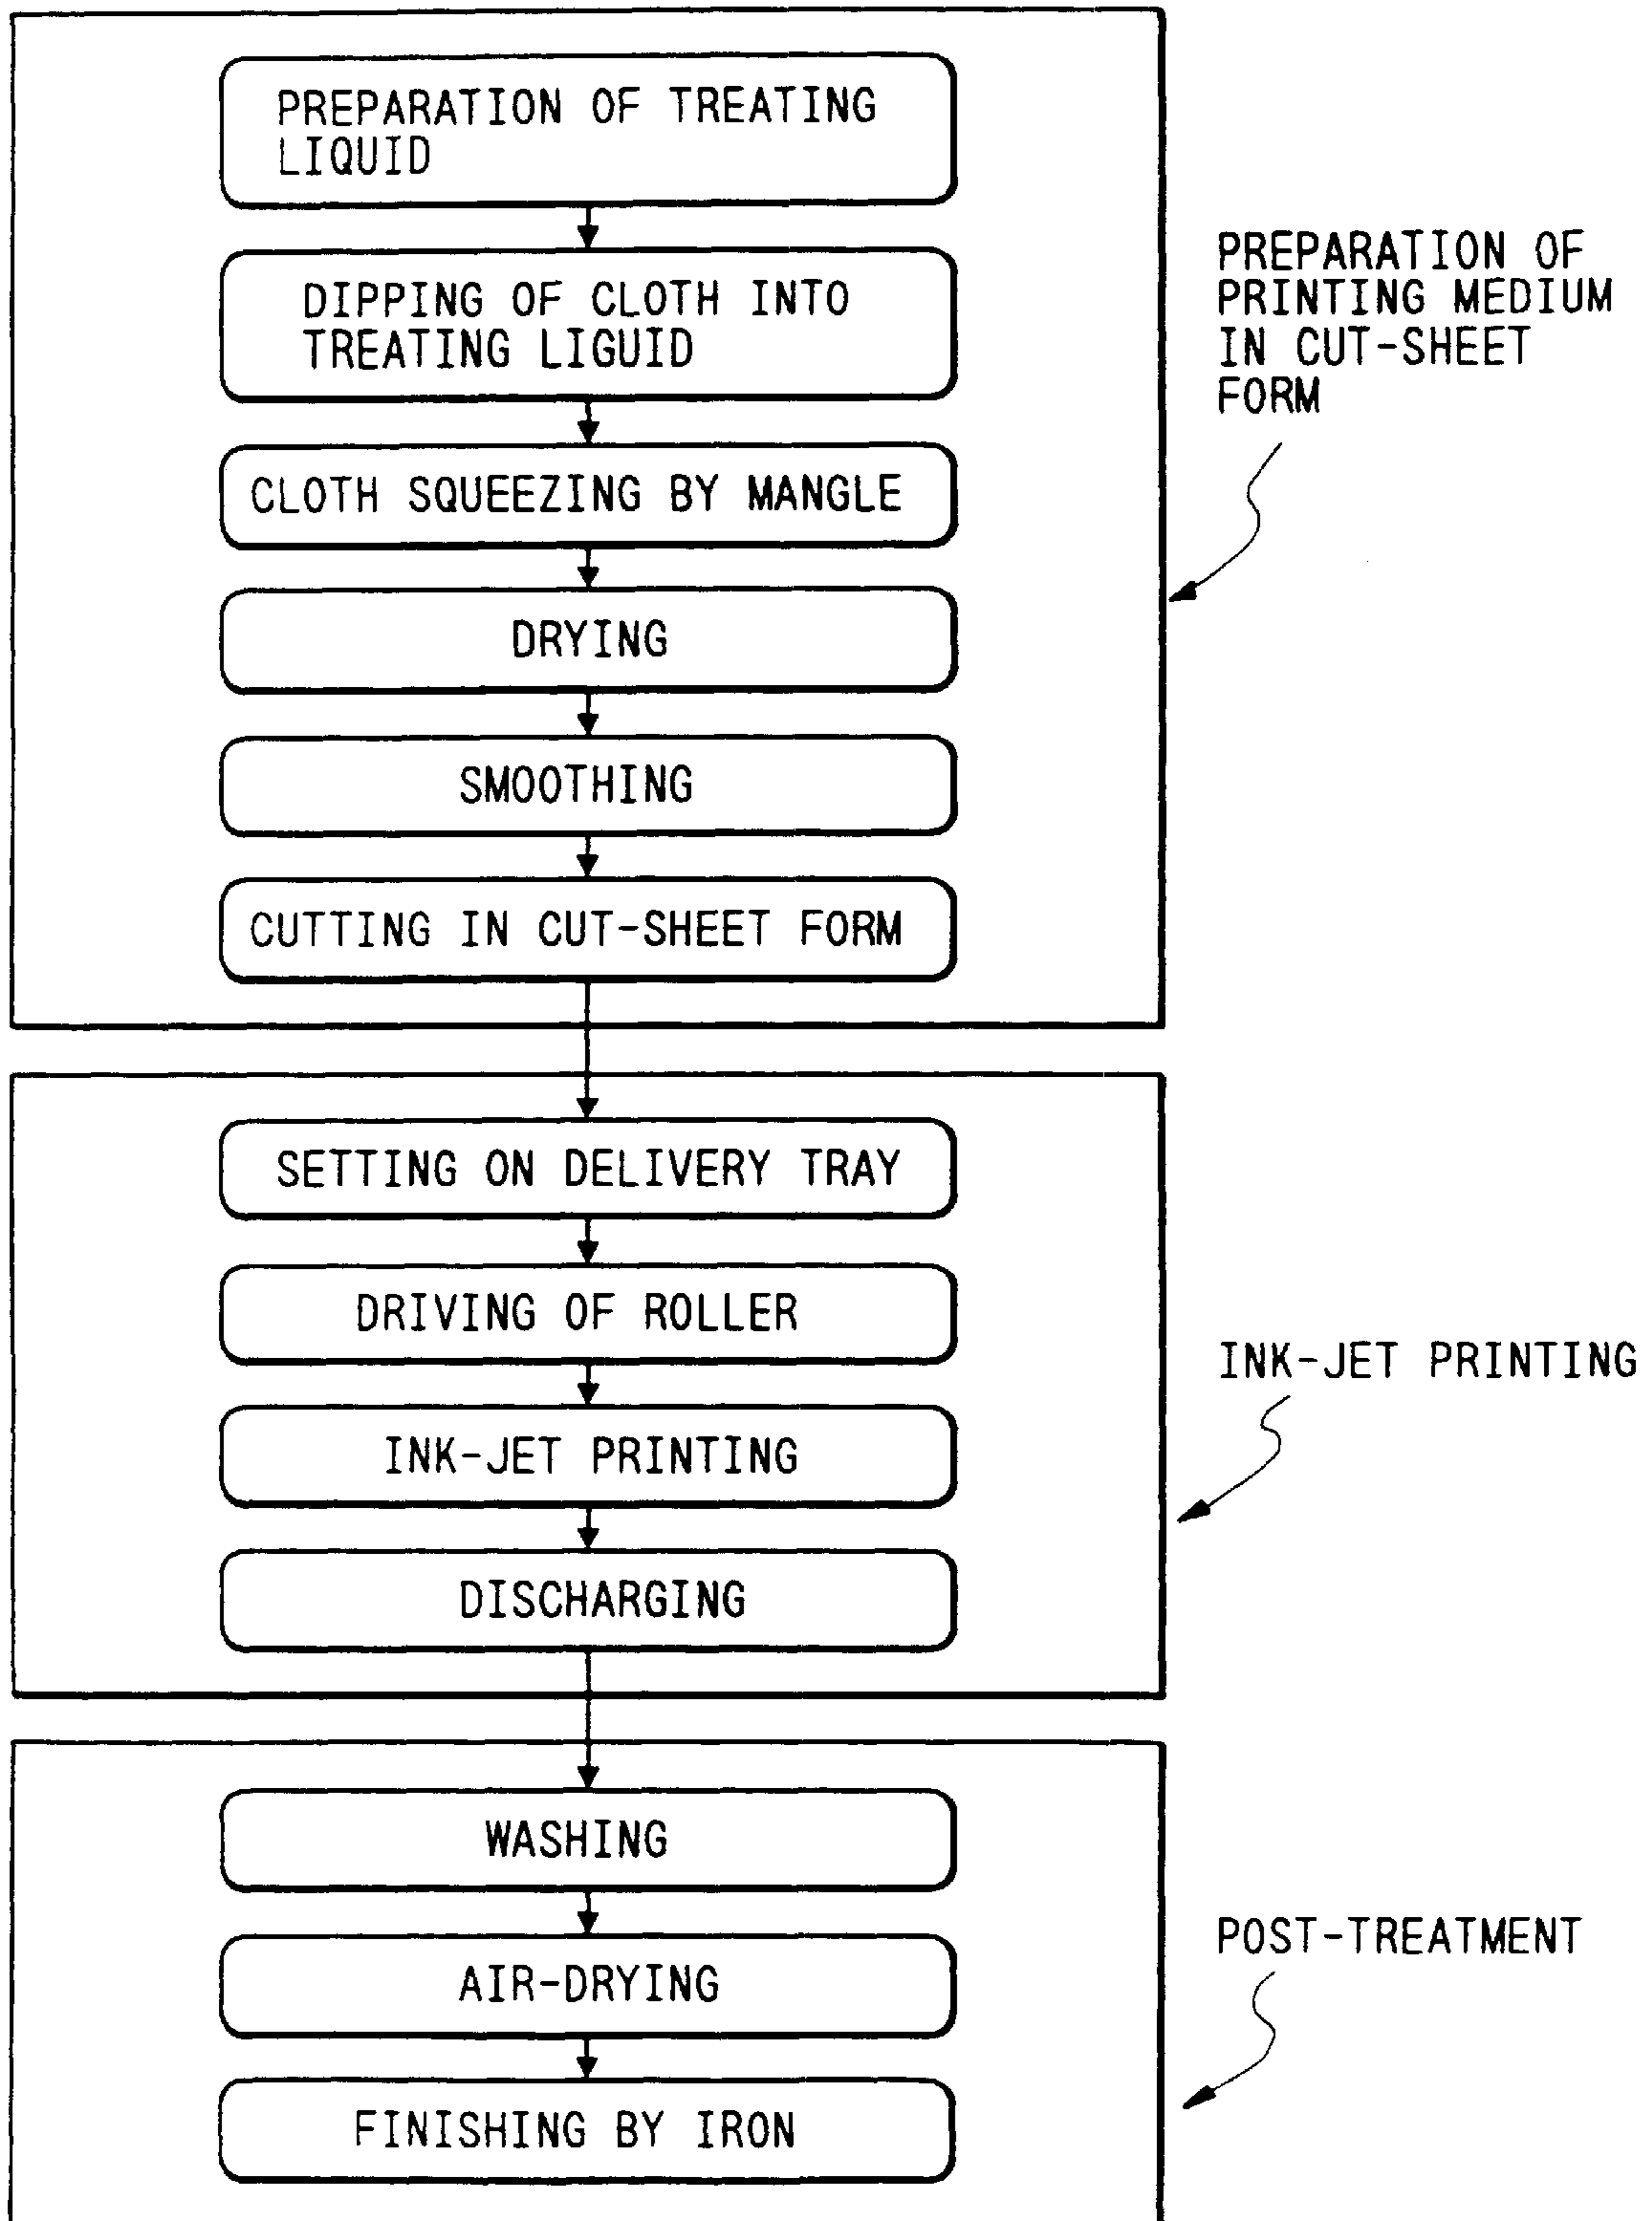 PREPARATION OF TREATING
LIQUID
DIPPING OF CLOTH INTO
TREATING LIGUID
CLOTH SQUEEZING BY MANGLE
DRYING
SMOOTHING
CUTTING IN CUT-SHEET FORM
PREPARATION OF
PRINTING MEDIUM
IN CUT-SHEET
FORM
SETTING ON DELIVERY TRAY
DRIVING OF ROLLER
INK-JET PRINTING
DISCHARGING
INK-JET PRINTING
WASHING
AIR-DRYING
FINISHING BY IRON
POST-TREATMENT